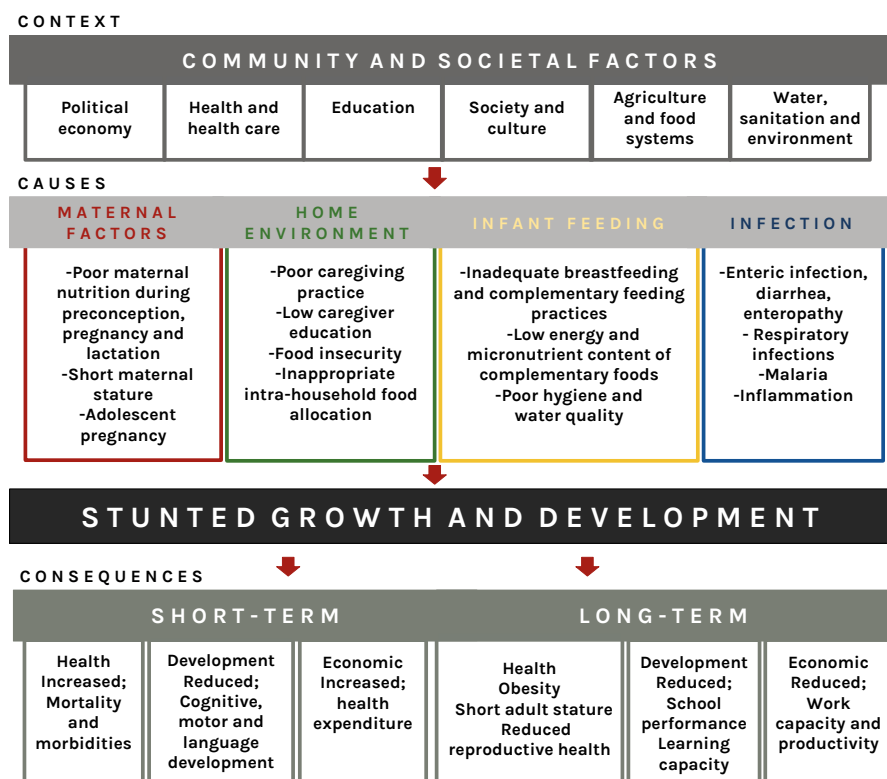 CONTEXT
COMMUNITY AND SOCIETAL FACTORS
Political
economy
Health and
health care
Education
Society and
culture
Agriculture
and food
systems
Water,
sanitation and
environment
CAUSES
MATERNAL
FACTORS
-Poor maternal
nutrition during
preconception,
pregnancy and
lactation
-Short maternal
stature
-Adolescent
pregnancy
HOME
ENVIRONMENT
-Poor caregiving
practice
-Low caregiver
education
-Food insecurity
-Inappropriate
intra-household food
allocation
INFANT FEEDING
-Inadequate breastfeeding
and complementary feeding
practices
-Low energy and
micronutrient content of
complementary foods
-Poor hygiene and
water quality
INFECTION
-Enteric infection,
diarrhea,
enteropathy
- Respiratory
infections
-Malaria
-Inflammation
STUNTED GROWTH AND DEVELOPMENT
CONSEQUENCES
SHORT-TERM
Health
Increased;
Mortality
and
morbidities
Development
Reduced;
Cognitive,
motor and
language
development
Economic
Increased;
health
expenditure
LONG-TERM
Health
Obesity
Short adult stature
Reduced
reproductive health
Development
Reduced;
School
performance
Learning
capacity
Economic
Reduced;
Work
capacity and
productivity